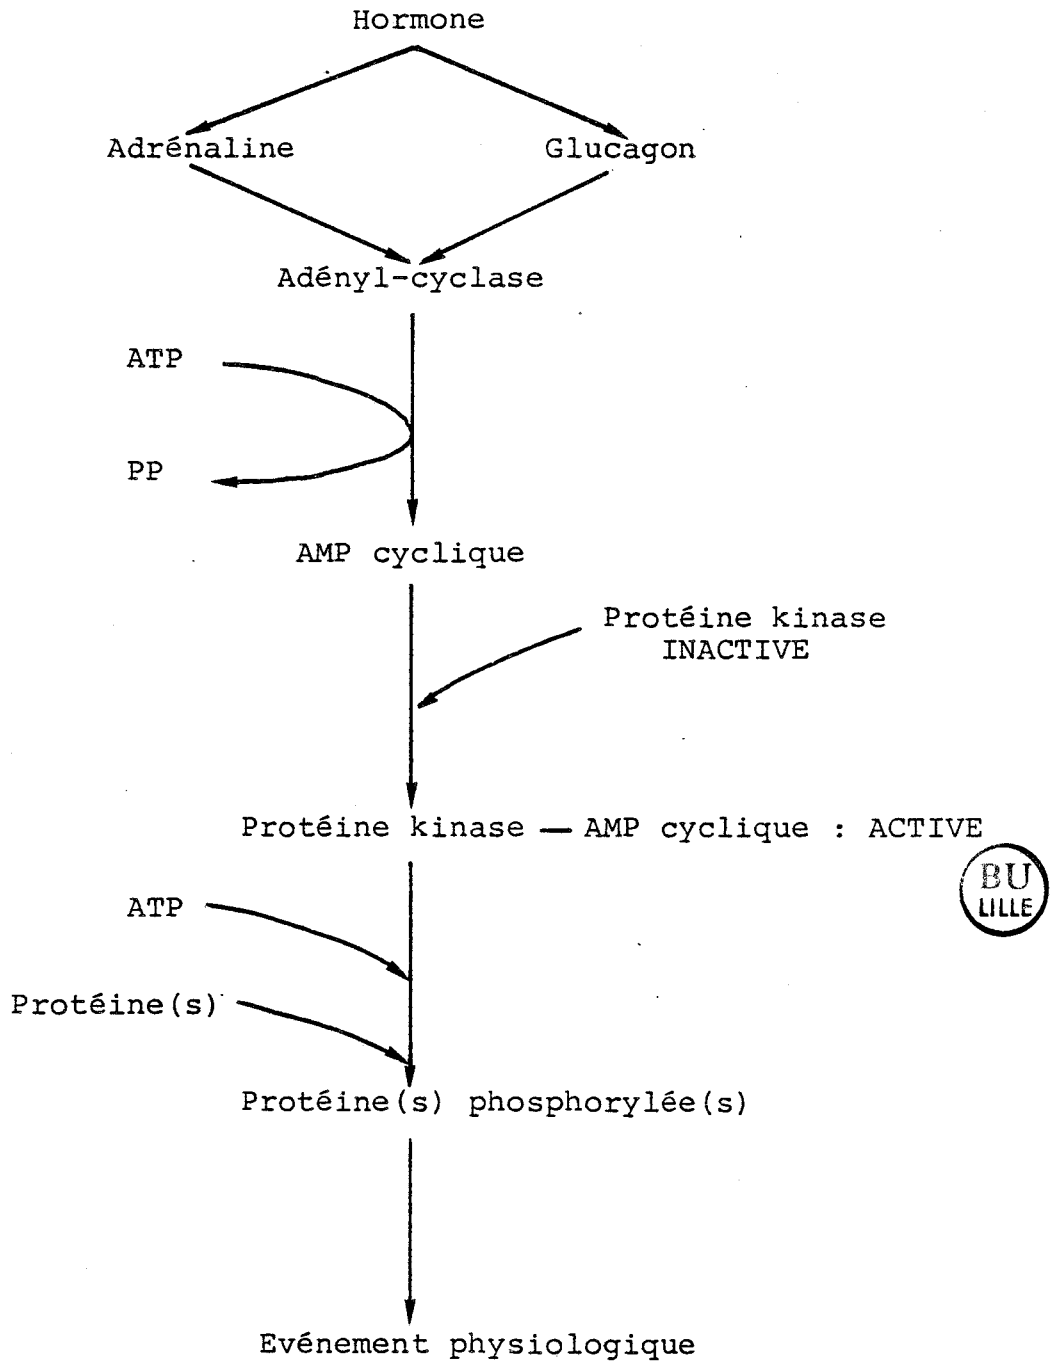 Hormone
Adrénaline
Glucagon
Adényl-cyclase
ATP
PP
AMP cyclique
Protéine kinase
INACTIVE
Protéine kinase — AMP cyclique : ACTIVE
BU
LILLE
ATP
Protéine(s)
Protéine(s) phosphorylée(s)
Evénement physiologique